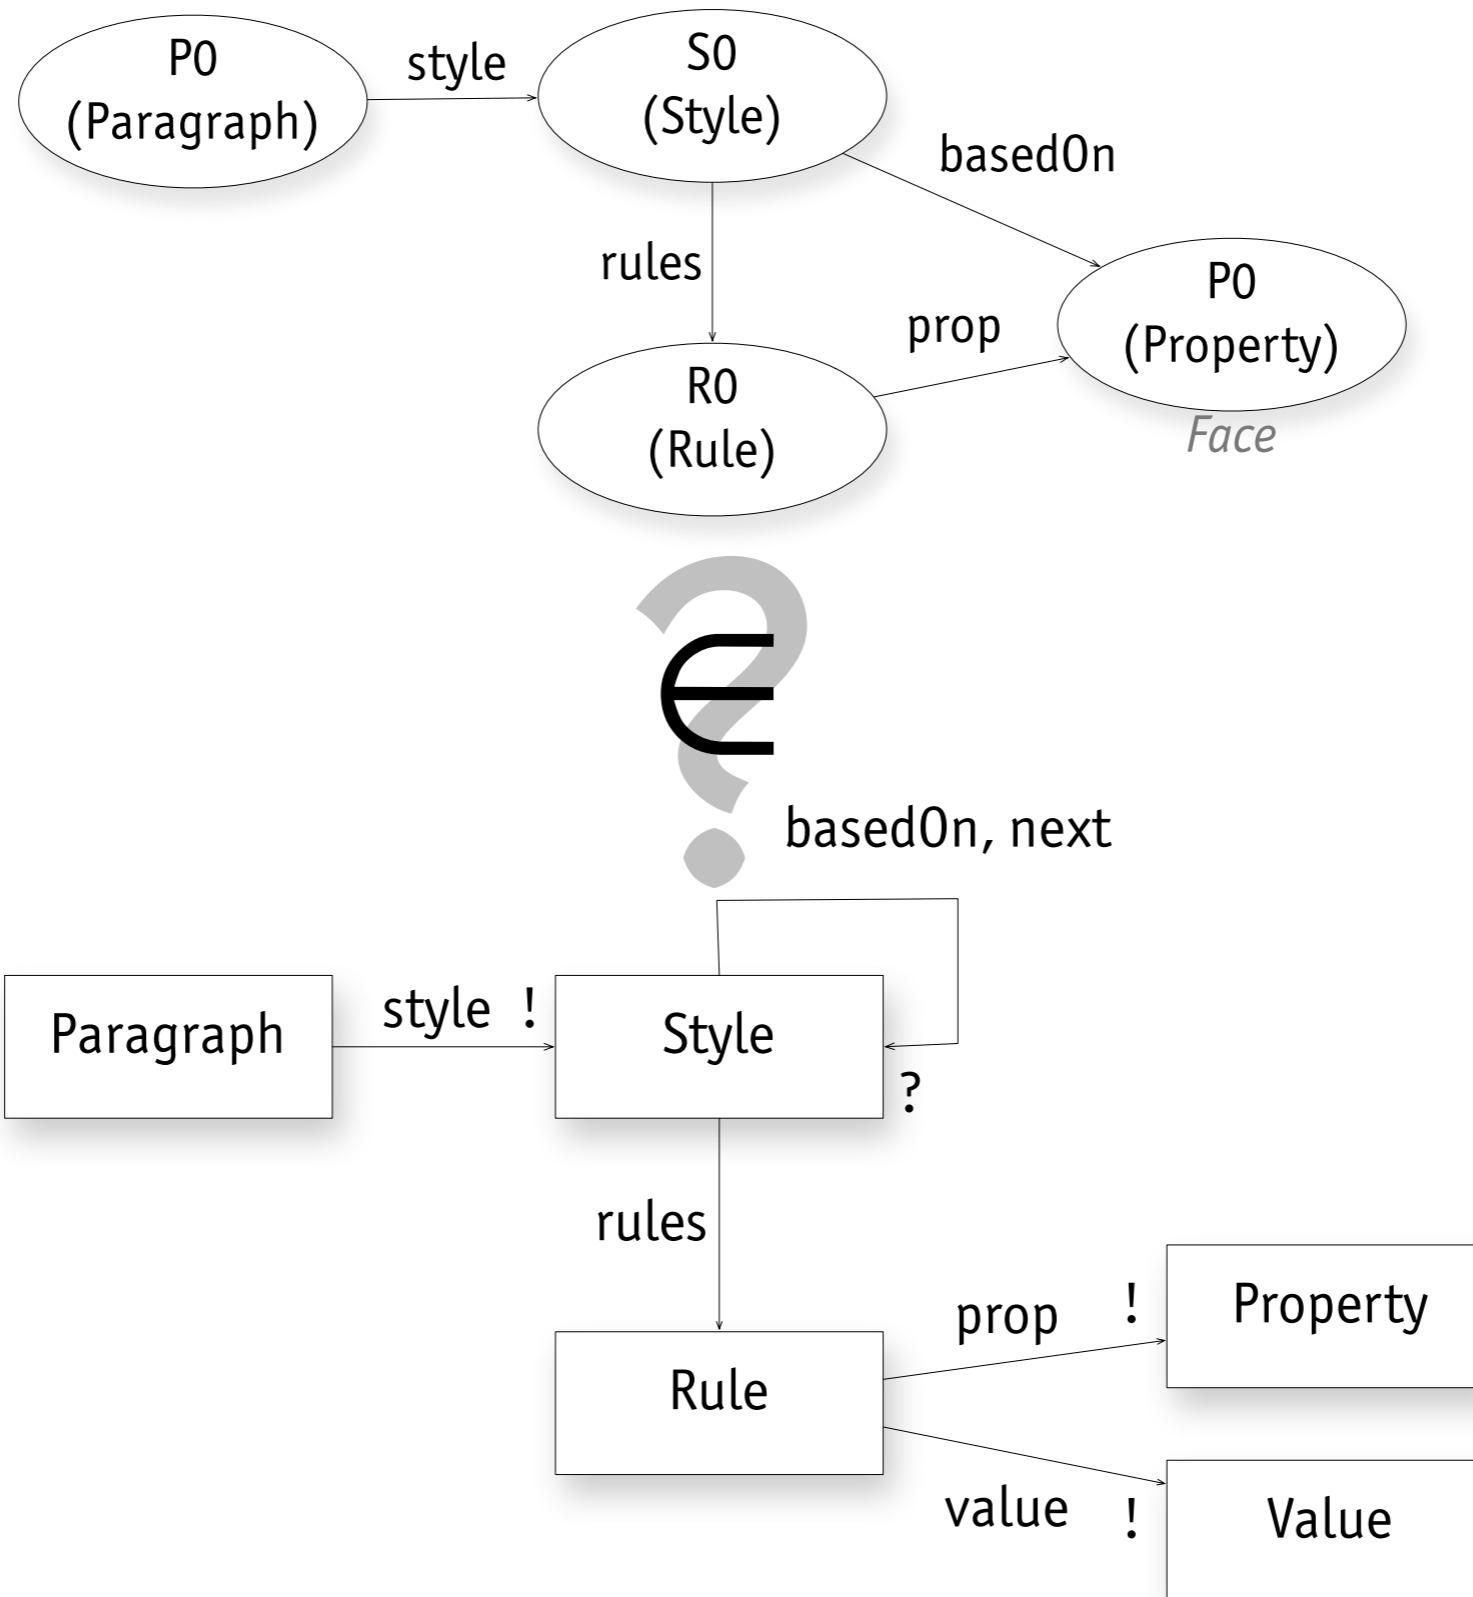 P0
(Paragraph)
style
S0
(Style)
basedOn
rules
prop
P0
(Property)
Face
R0
(Rule)
?
∈
basedOn, next
Paragraph
style !
Style
?
rules
Rule
prop !
Property
value !
Value